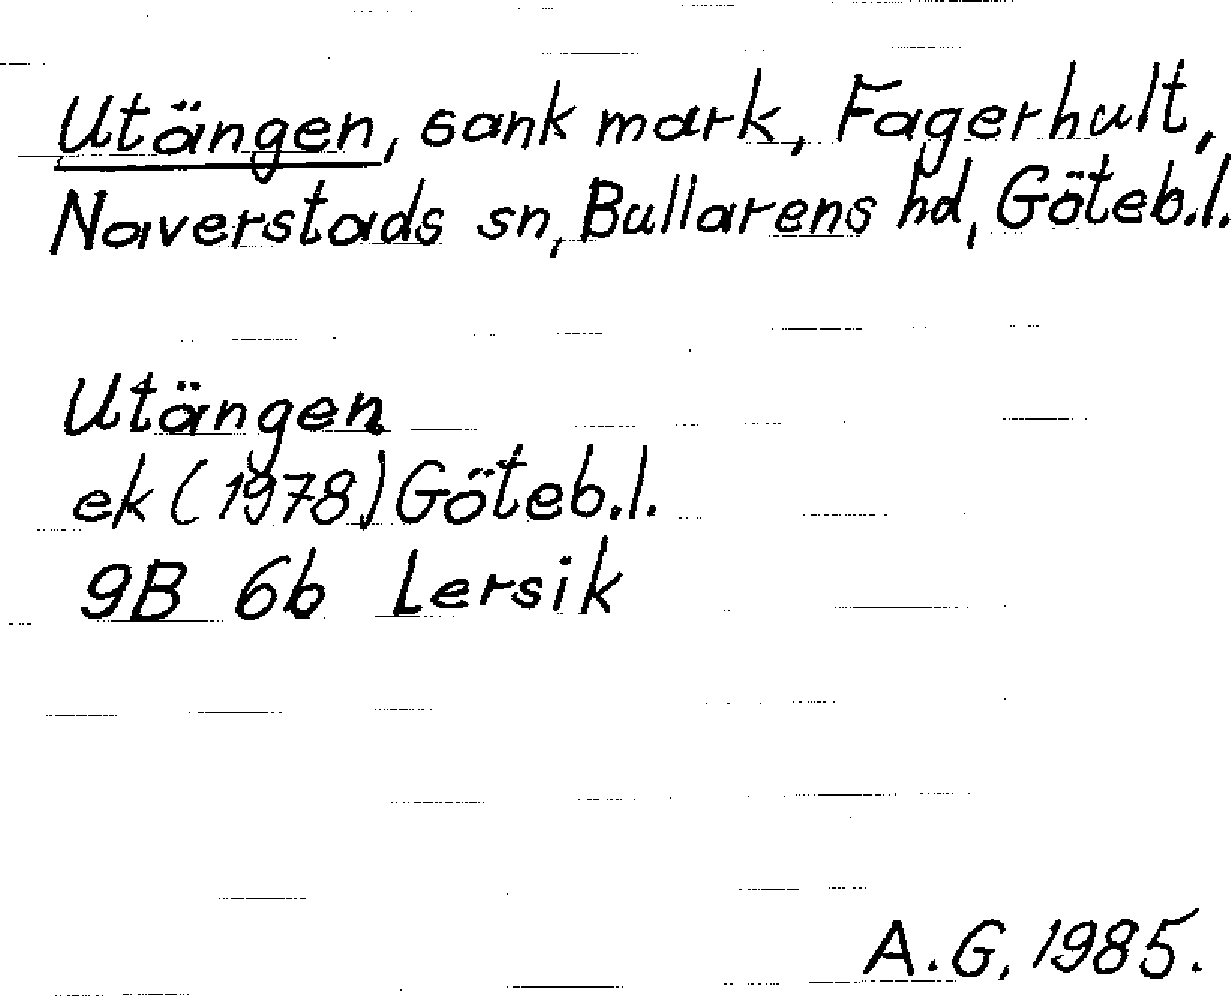 Utängen, sank mark, Fagerhult,
Naverstads sn, Bullarens hd, Göteb.l.
Utängen
ek (1978) Göteb.l.
9B 6b Lersik
A.G, 1985.